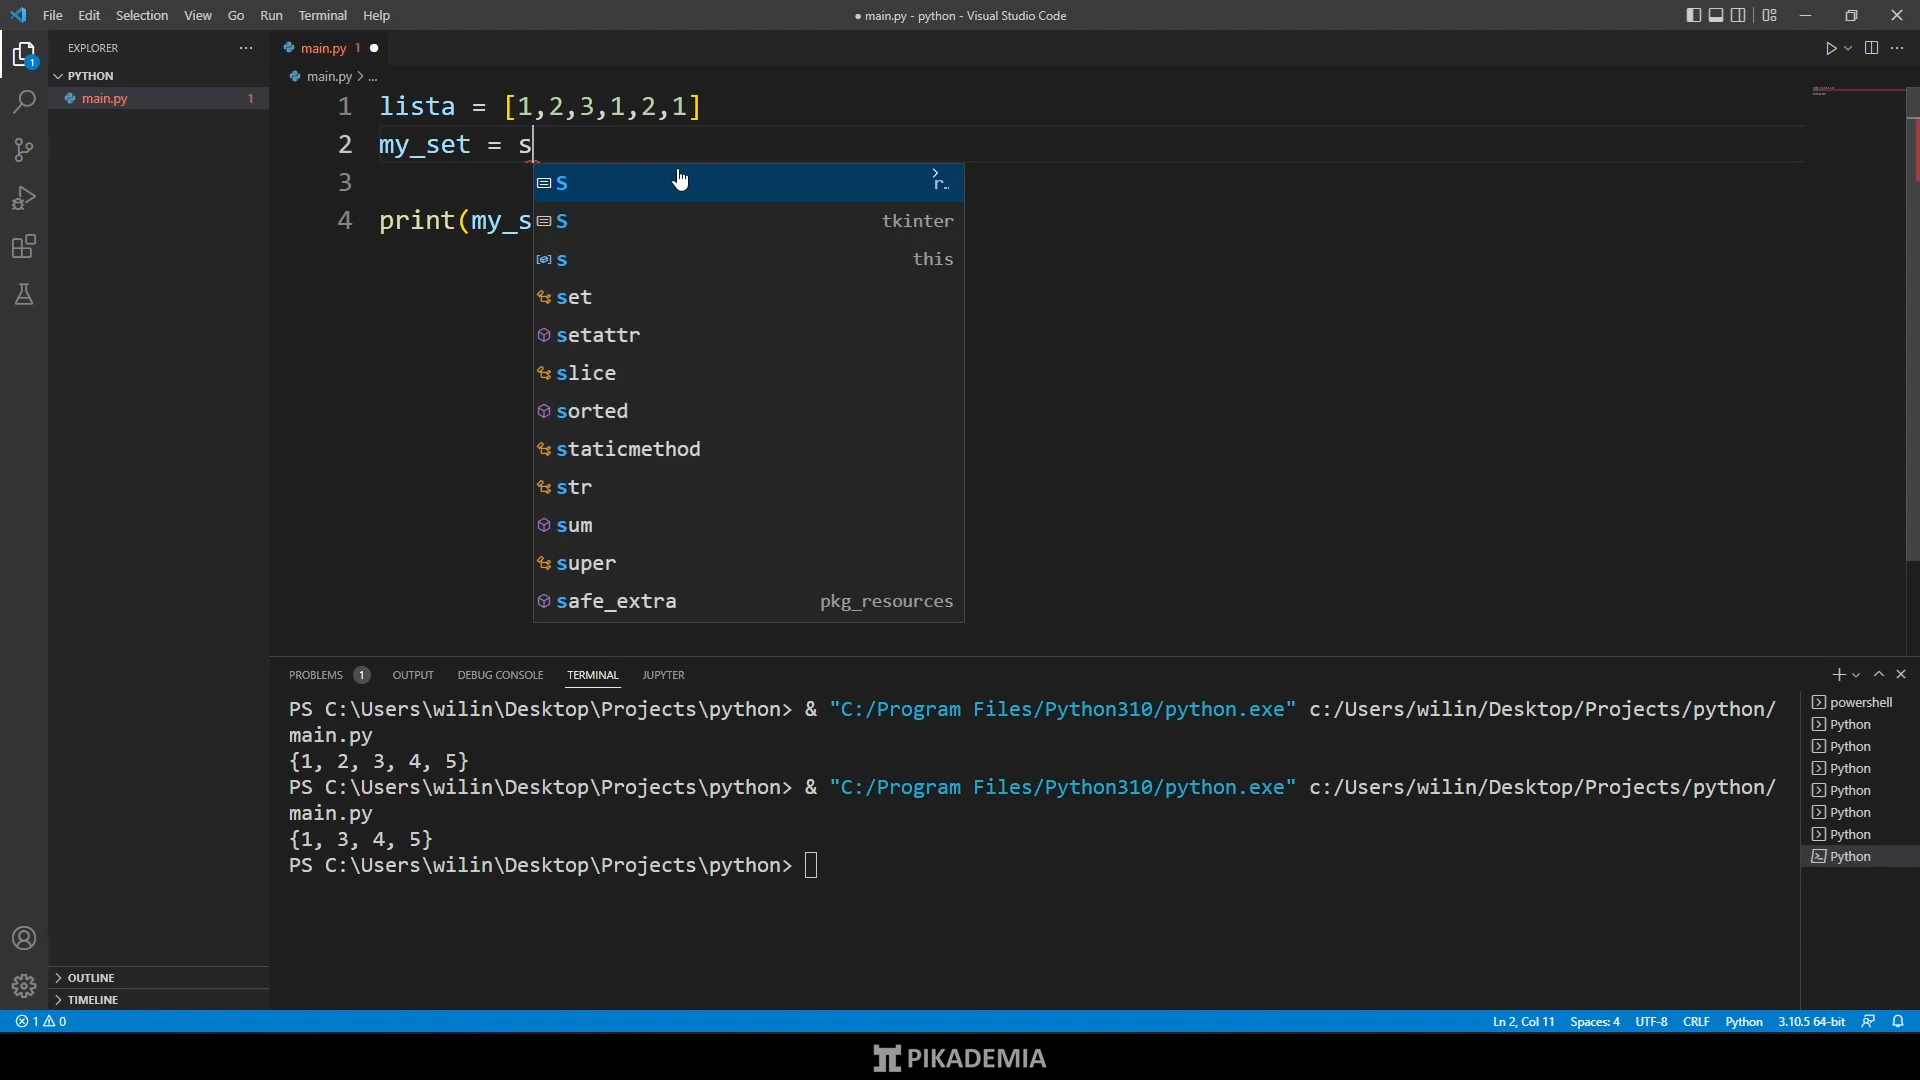 File Edit Selection View Go Run Terminal Help
● main.py - python - Visual Studio Code
EXPLORER
PYTHON
main.py 1
1
main.py 1
main.py > ...
1 lista = [1,2,3,1,2,1]
2 my_set = s
3
4 print(my_s
S r..
S tkinter
s this
set
setattr
slice
sorted
staticmethod
str
sum
super
safe_extra pkg_resources
PROBLEMS 1 OUTPUT DEBUG CONSOLE TERMINAL JUPYTER
PS C:\Users\wilin\Desktop\Projects\python> & "C:/Program Files/Python310/python.exe" c:/Users/wilin/Desktop/Projects/python/
main.py
{1, 2, 3, 4, 5}
PS C:\Users\wilin\Desktop\Projects\python> & "C:/Program Files/Python310/python.exe" c:/Users/wilin/Desktop/Projects/python/
main.py
{1, 3, 4, 5}
PS C:\Users\wilin\Desktop\Projects\python>
powershell
Python
Python
Python
Python
Python
Python
Python
OUTLINE
TIMELINE
1 0
Ln 2, Col 11 Spaces: 4 UTF-8 CRLF Python 3.10.5 64-bit
PIKADEMIA